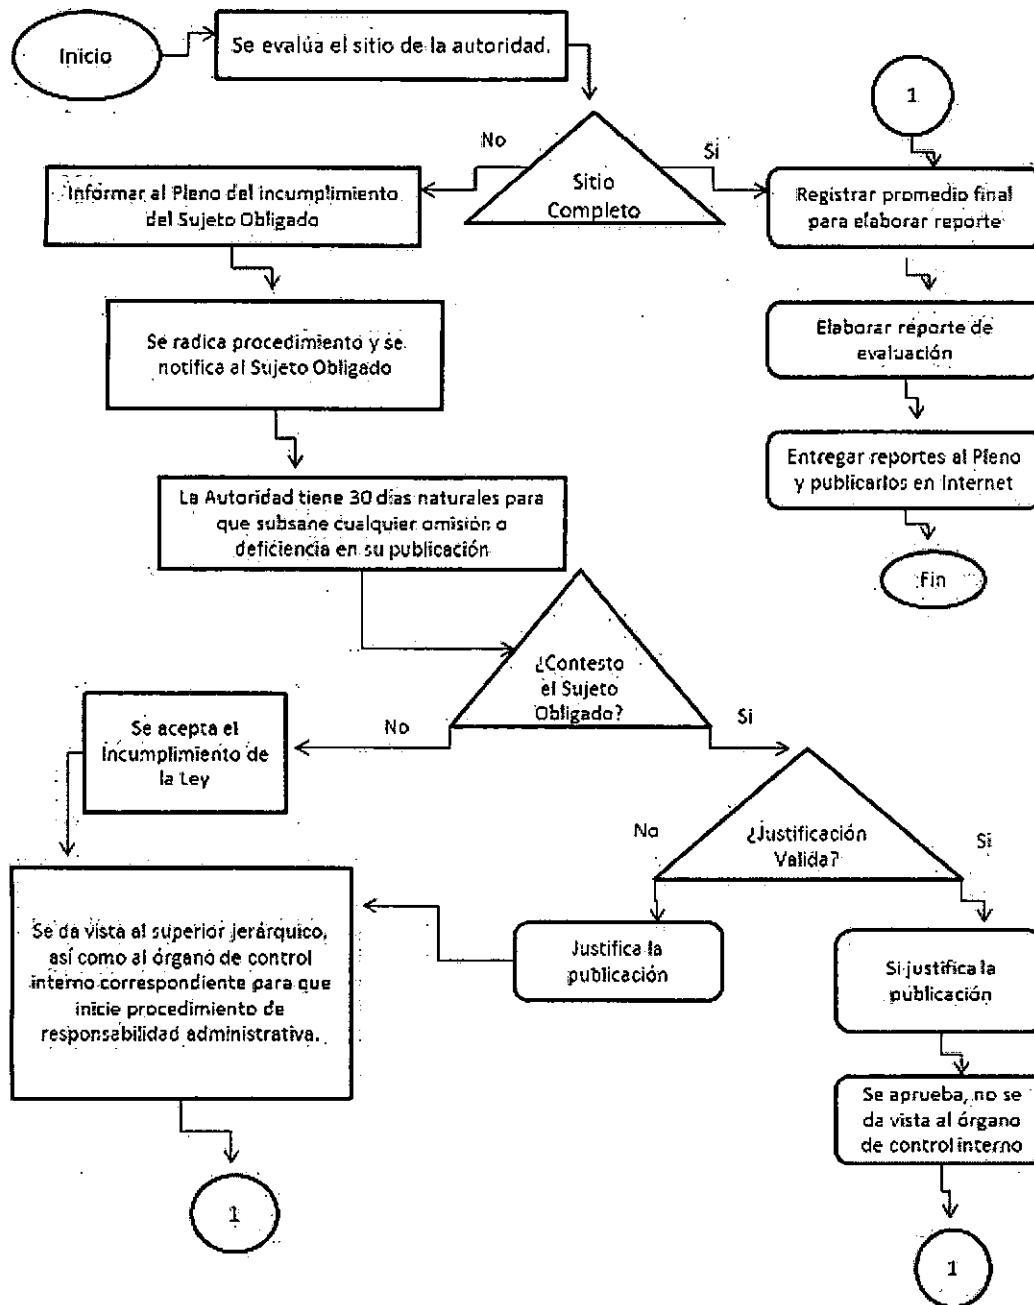 Inicio
Se evalúa el sitio de la autoridad.
1
No
Si
Sitio
Completo
Informar al Pleno del incumplimiento
del Sujeto Obligado
Registrar promedio final
para elaborar reporte
Se radica procedimiento y se
notifica al Sujeto Obligado
Elaborar reporte de
evaluación
La Autoridad tiene 30 días naturales para
que subsane cualquier omisión o
deficiencia en su publicación
Entregar reportes al Pleno
y publicarlos en Internet
Fin
¿Contesto
el Sujeto
Obligado?
No
Si
Se acepta el
Incumplimiento de
la Ley
¿Justificación
Valida?
No
Si
Se da vista al superior jerárquico,
así como al órgano de control
interno correspondiente para que
inicie procedimiento de
responsabilidad administrativa.
Justifica la
publicación
Si justifica la
publicación
Se aprueba, no se
da vista al órgano
de control interno
1
1